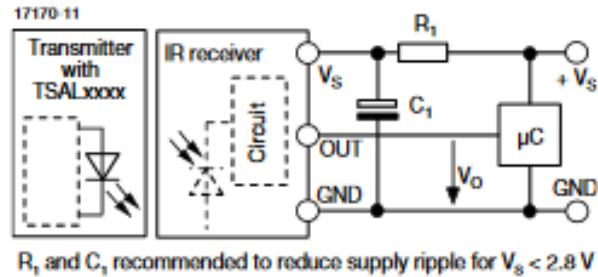 17170-11
Transmitter
with
TSALxxxx
IR receiver
Circuit
VS
OUT
GND
R1
C1
VO
µC
+ VS
GND
R1 and C1 recommended to reduce supply ripple for VS < 2.8 V